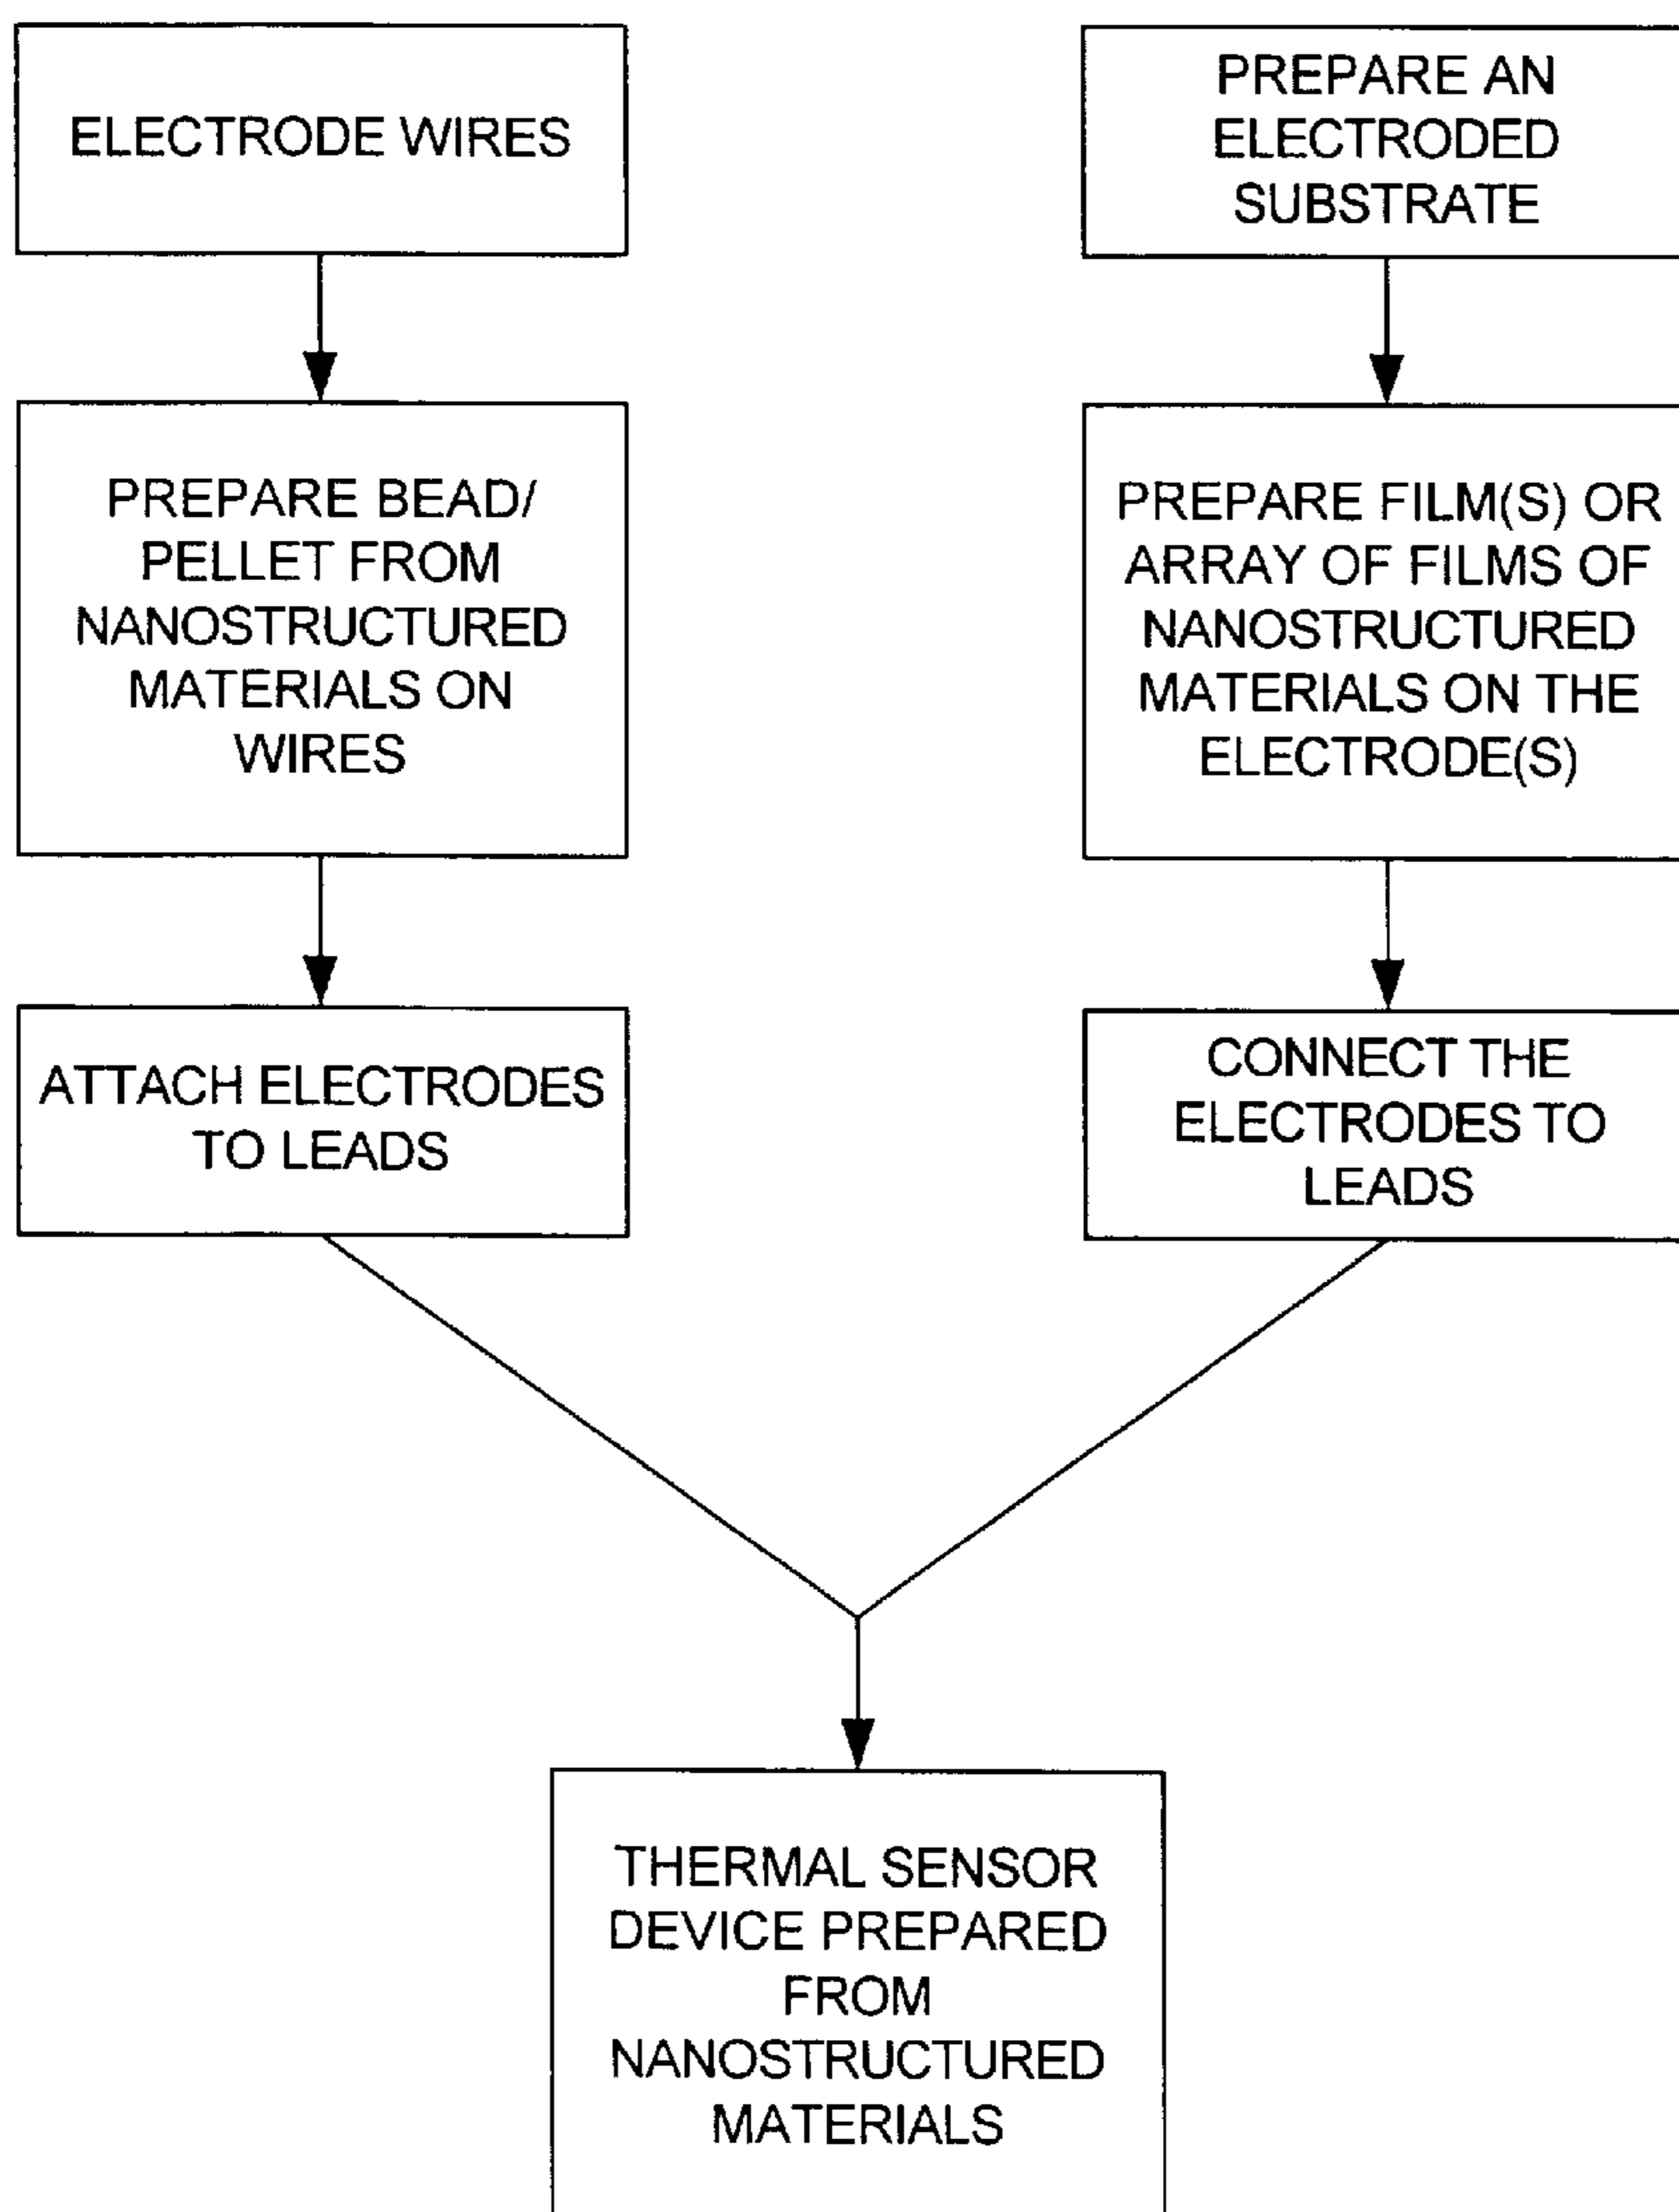 ELECTRODE WIRES
PREPARE BEAD/
PELLET FROM
NANOSTRUCTURED
MATERIALS ON
WIRES
ATTACH ELECTRODES
TO LEADS
PREPARE AN
ELECTRODED
SUBSTRATE
PREPARE FILM(S) OR
ARRAY OF FILMS OF
NANOSTRUCTURED
MATERIALS ON THE
ELECTRODE(S)
CONNECT THE
ELECTRODES TO
LEADS
THERMAL SENSOR
DEVICE PREPARED
FROM
NANOSTRUCTURED
MATERIALS